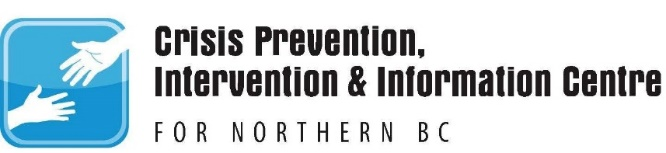 Crisis Prevention,
Intervention & Information Centre
FOR NORTHERN BC